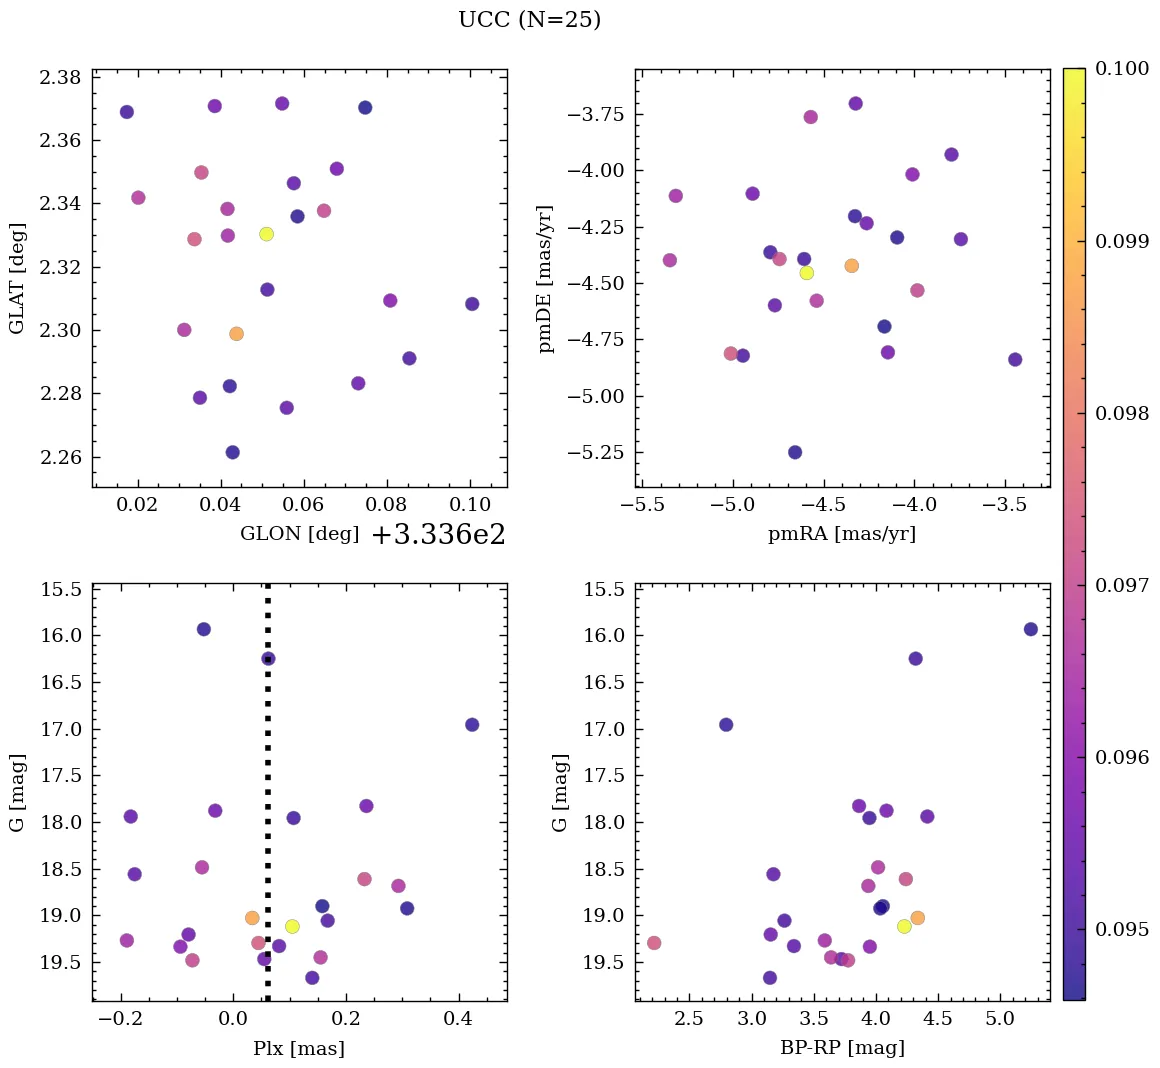 UCC (N=25)
2.38
2.36
2.34
2.32
2.30
2.28
2.26
GLAT [deg]
0.02 0.04 0.06 0.08 0.10
GLON [deg] +3.336e2
−3.75
−4.00
−4.25
−4.50
−4.75
−5.00
−5.25
pmDE [mas/yr]
−5.5 −5.0 −4.5 −4.0 −3.5
pmRA [mas/yr]
15.5
16.0
16.5
17.0
17.5
18.0
18.5
19.0
19.5
G [mag]
−0.2 0.0 0.2 0.4
Plx [mas]
15.5
16.0
16.5
17.0
17.5
18.0
18.5
19.0
19.5
G [mag]
2.5 3.0 3.5 4.0 4.5 5.0
BP-RP [mag]
0.100
0.099
0.098
0.097
0.096
0.095